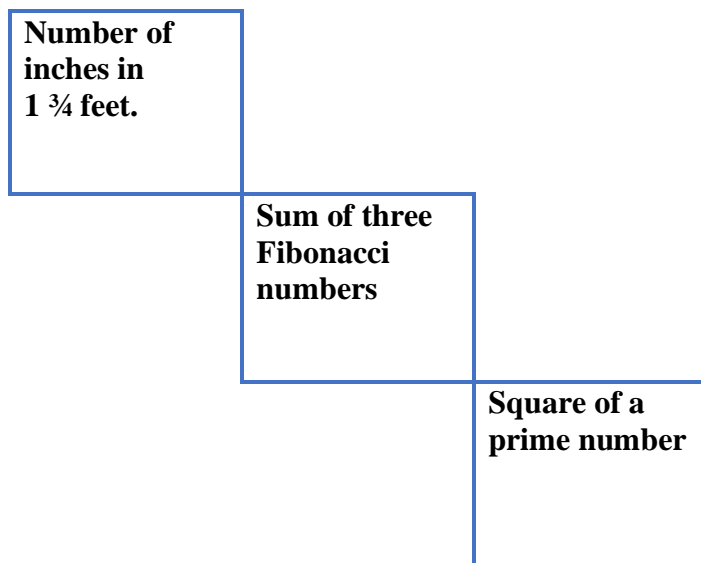 Number of
inches in
1 ¾ feet.
Sum of three
Fibonacci
numbers
Square of a
prime number